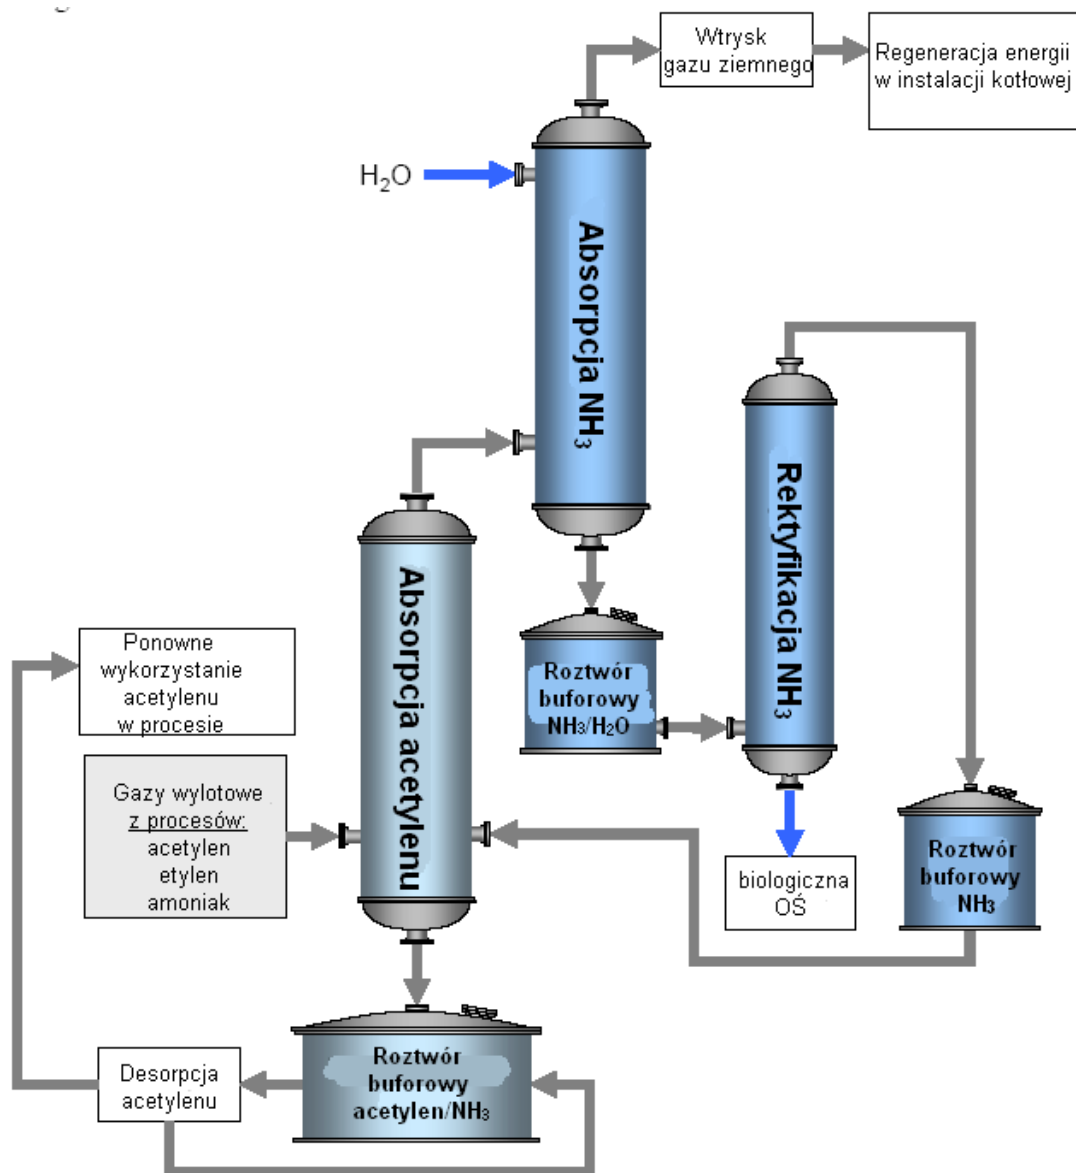 Wtrysk
gazu ziemnego
Regeneracja energii
w instalacji kotłowej
H₂O
Absorpcja NH₃
Rektyfikacja NH₃
Absorpcja acetylenu
Ponowne
wykorzystanie
acetylenu
w procesie
Roztwór
buforowy
NH₃/H₂O
Gazy wylotowe
z procesów:
acetylen
etylen
amoniak
biologiczna
OŚ
Roztwór
buforowy
NH₃
Desorpcja
acetylenu
Roztwór
buforowy
acetylen/NH₃